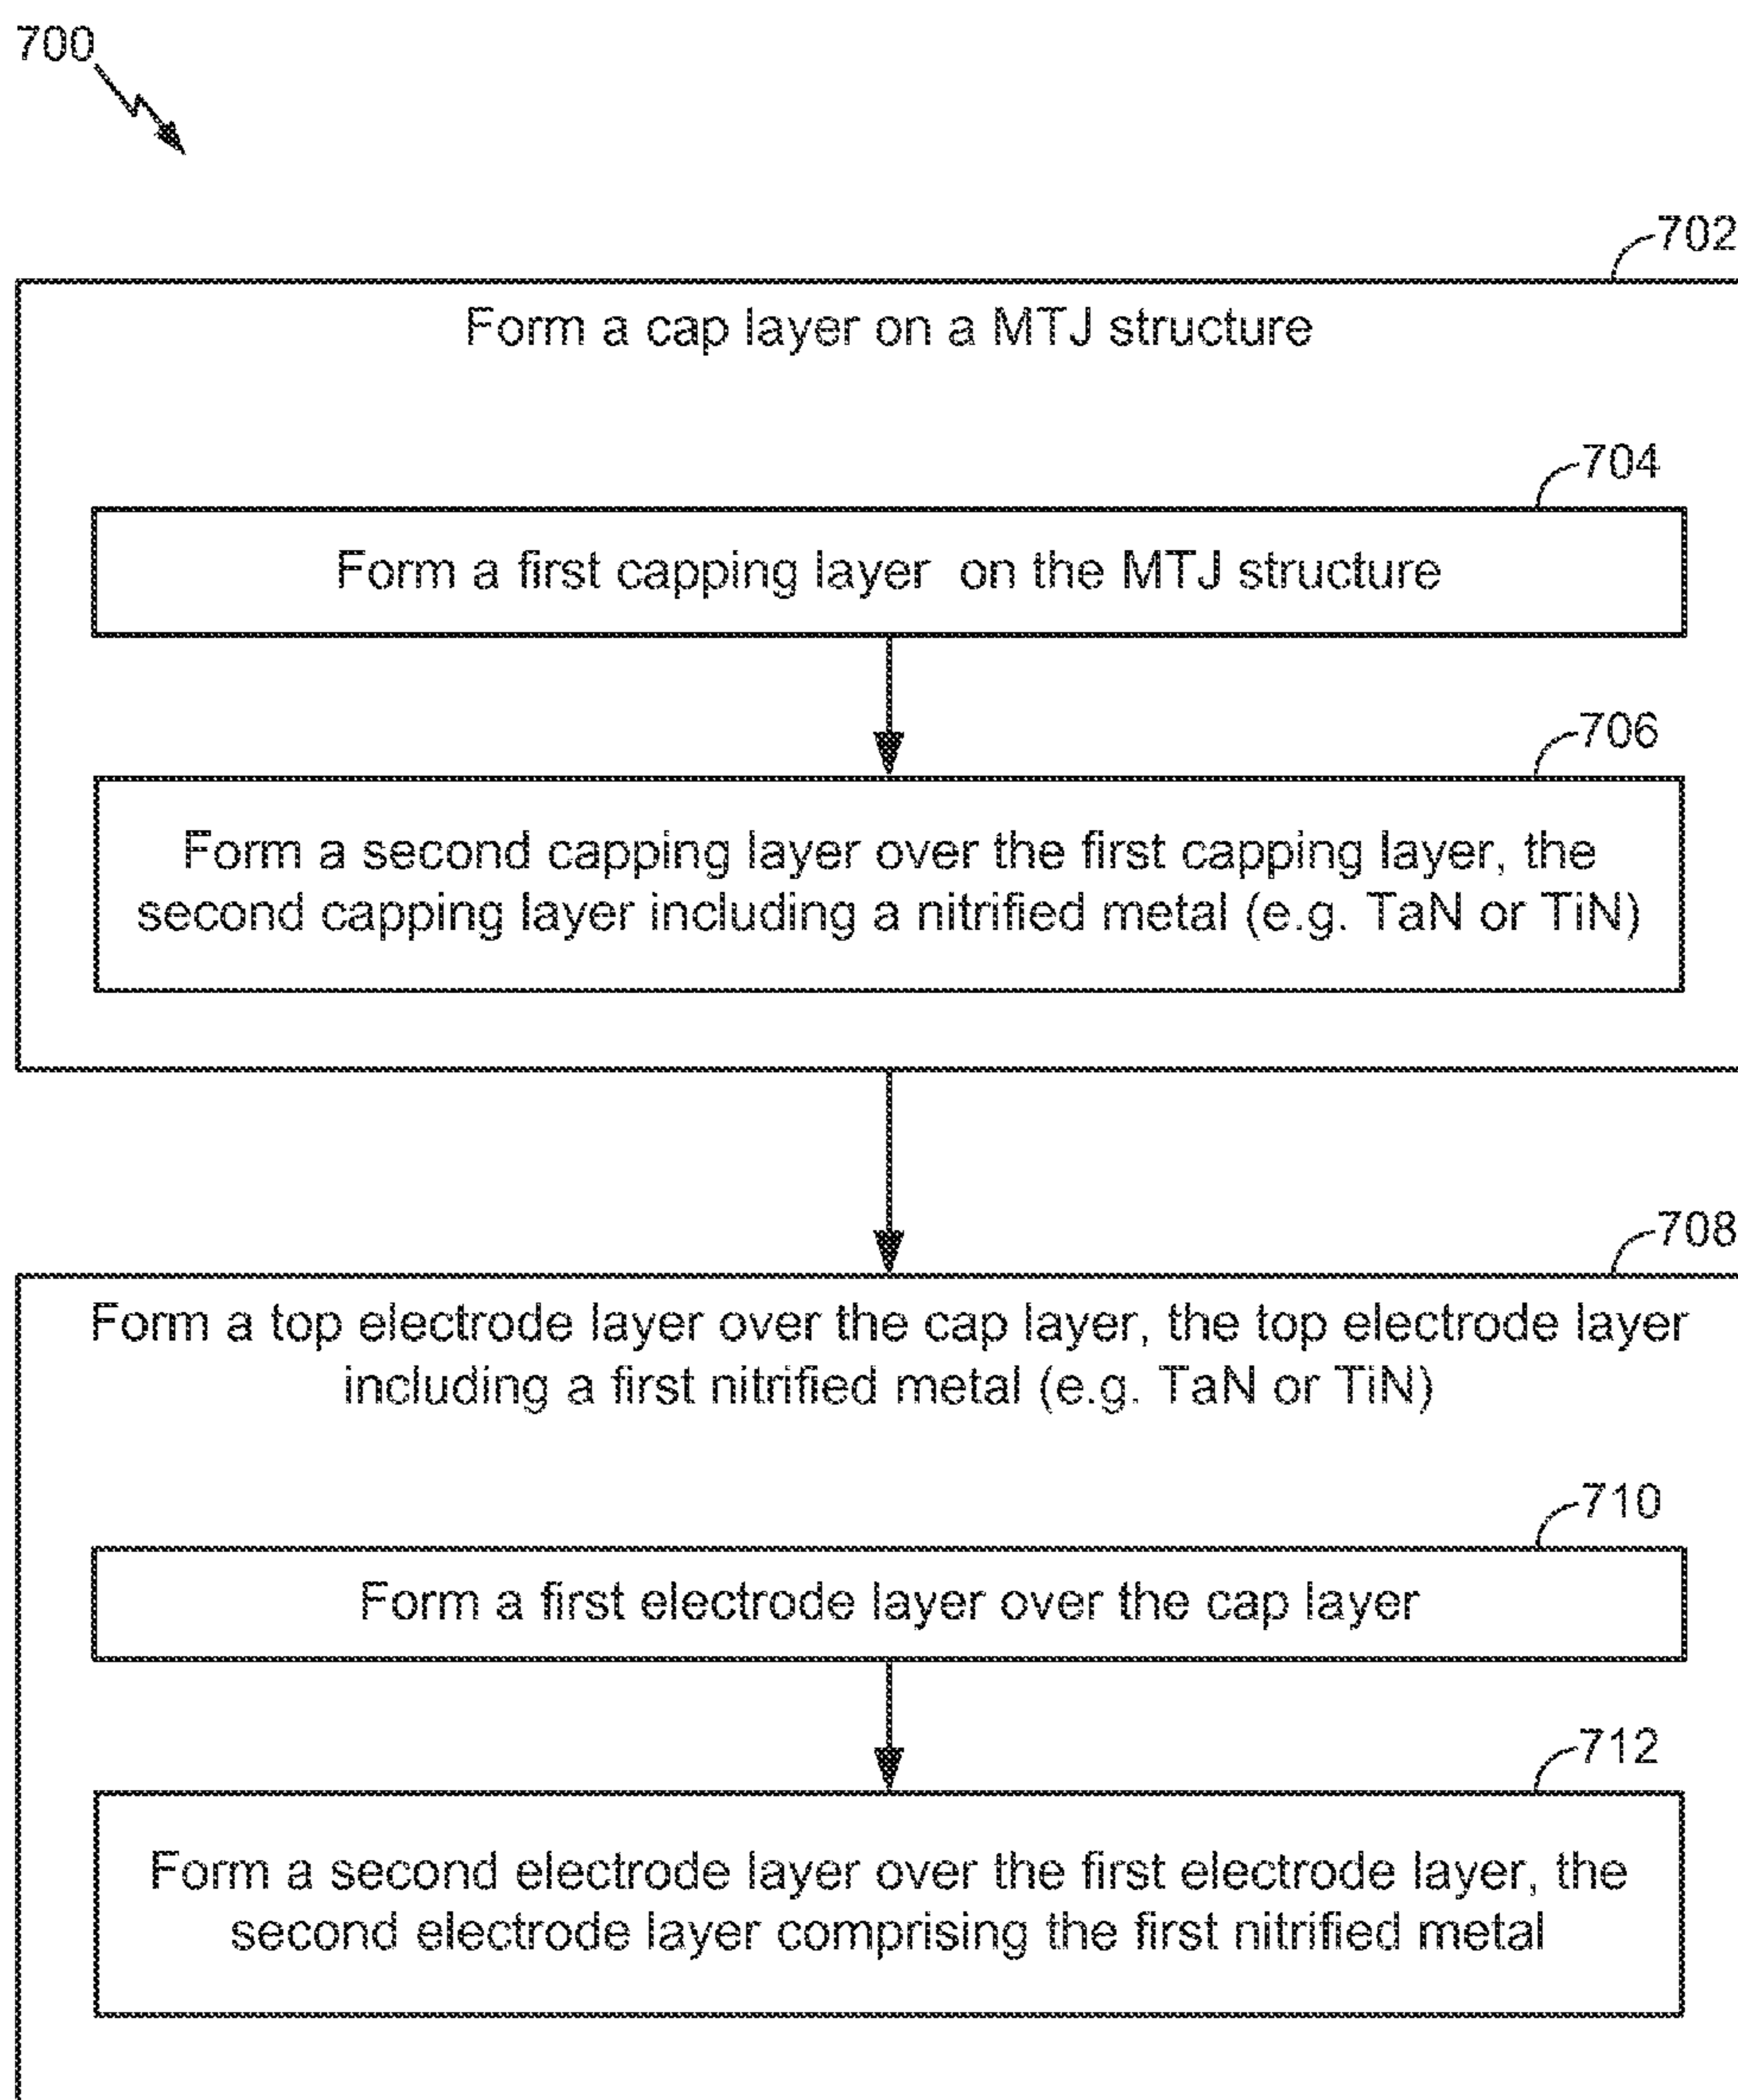 700
702
Form a cap layer on a MTJ structure
704
Form a first capping layer on the MTJ structure
706
Form a second capping layer over the first capping layer, the
second capping layer including a nitrified metal (e.g. TaN or TiN)
708
Form a top electrode layer over the cap layer, the top electrode layer
including a first nitrified metal (e.g. TaN or TiN)
710
Form a first electrode layer over the cap layer
712
Form a second electrode layer over the first electrode layer, the
second electrode layer comprising the first nitrified metal